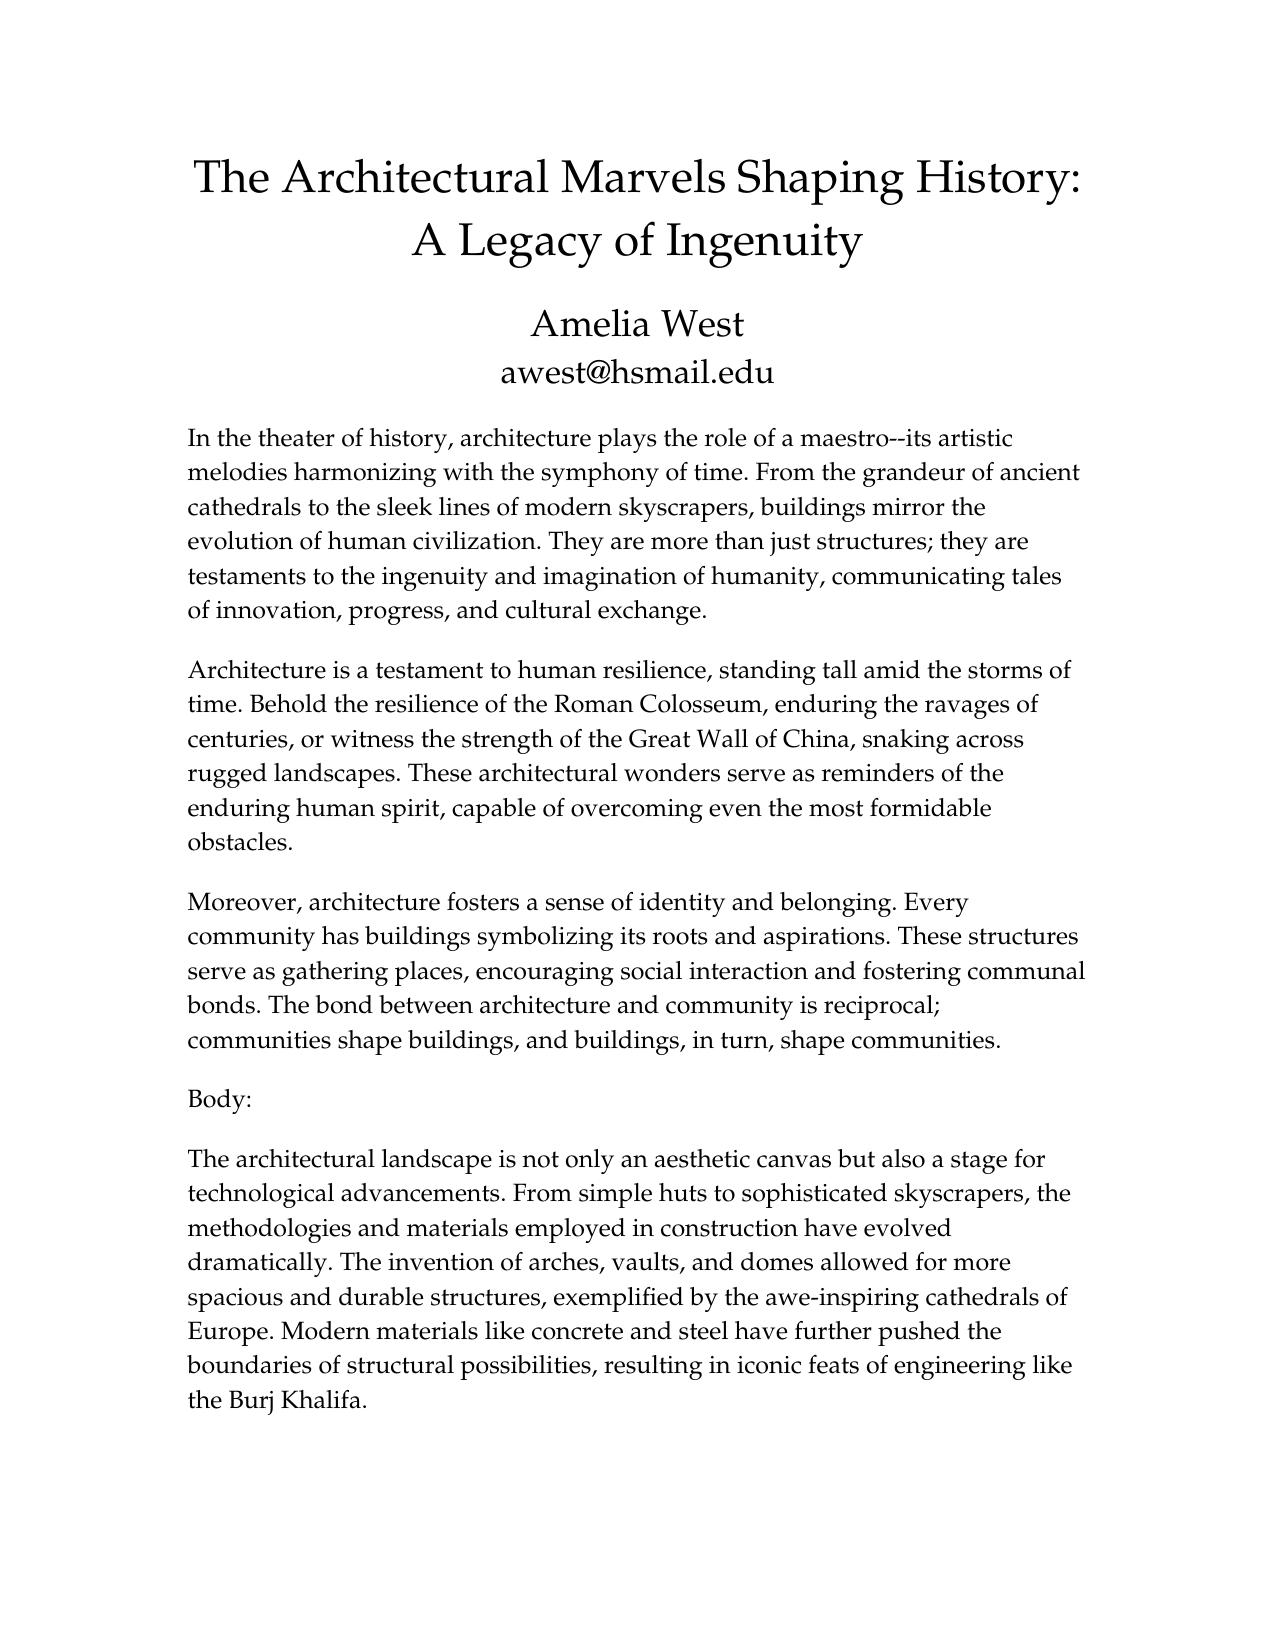 The Architectural Marvels Shaping History:
A Legacy of Ingenuity
Amelia West
awest@hsmail.edu
In the theater of history, architecture plays the role of a maestro--its artistic
melodies harmonizing with the symphony of time. From the grandeur of ancient
cathedrals to the sleek lines of modern skyscrapers, buildings mirror the
evolution of human civilization. They are more than just structures; they are
testaments to the ingenuity and imagination of humanity, communicating tales
of innovation, progress, and cultural exchange.
Architecture is a testament to human resilience, standing tall amid the storms of
time. Behold the resilience of the Roman Colosseum, enduring the ravages of
centuries, or witness the strength of the Great Wall of China, snaking across
rugged landscapes. These architectural wonders serve as reminders of the
enduring human spirit, capable of overcoming even the most formidable
obstacles.
Moreover, architecture fosters a sense of identity and belonging. Every
community has buildings symbolizing its roots and aspirations. These structures
serve as gathering places, encouraging social interaction and fostering communal
bonds. The bond between architecture and community is reciprocal;
communities shape buildings, and buildings, in turn, shape communities.
Body:
The architectural landscape is not only an aesthetic canvas but also a stage for
technological advancements. From simple huts to sophisticated skyscrapers, the
methodologies and materials employed in construction have evolved
dramatically. The invention of arches, vaults, and domes allowed for more
spacious and durable structures, exemplified by the awe-inspiring cathedrals of
Europe. Modern materials like concrete and steel have further pushed the
boundaries of structural possibilities, resulting in iconic feats of engineering like
the Burj Khalifa.